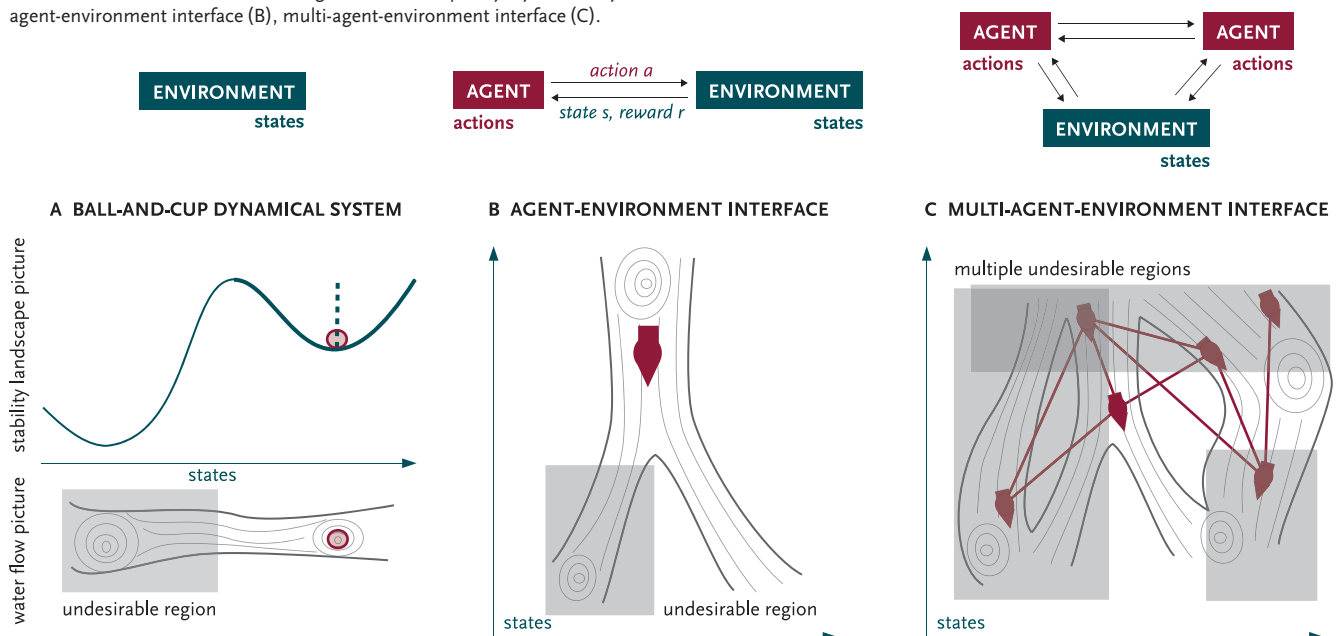 agent-environment interface (B), multi-agent-environment interface (C).
ENVIRONMENT
states
AGENT
actions
action a
state s, reward r
ENVIRONMENT
states
AGENT
actions
AGENT
actions
ENVIRONMENT
states
A BALL-AND-CUP DYNAMICAL SYSTEM
stability landscape picture
states
water flow picture
undesirable region
B AGENT-ENVIRONMENT INTERFACE
undesirable region
states
C MULTI-AGENT-ENVIRONMENT INTERFACE
multiple undesirable regions
states